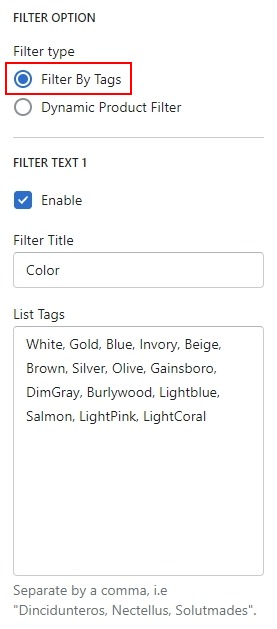 FILTER OPTION
Filter type
Filter By Tags
Dynamic Product Filter
FILTER TEXT 1
Enable
Filter Title
Color
List Tags
White, Gold, Blue, Invory, Beige,
Brown, Silver, Olive, Gainsboro,
DimGray, Burlywood, Lightblue,
Salmon, LightPink, LightCoral
Separate by a comma, i.e
"Dincidunteros, Nectellus, Solutmades".